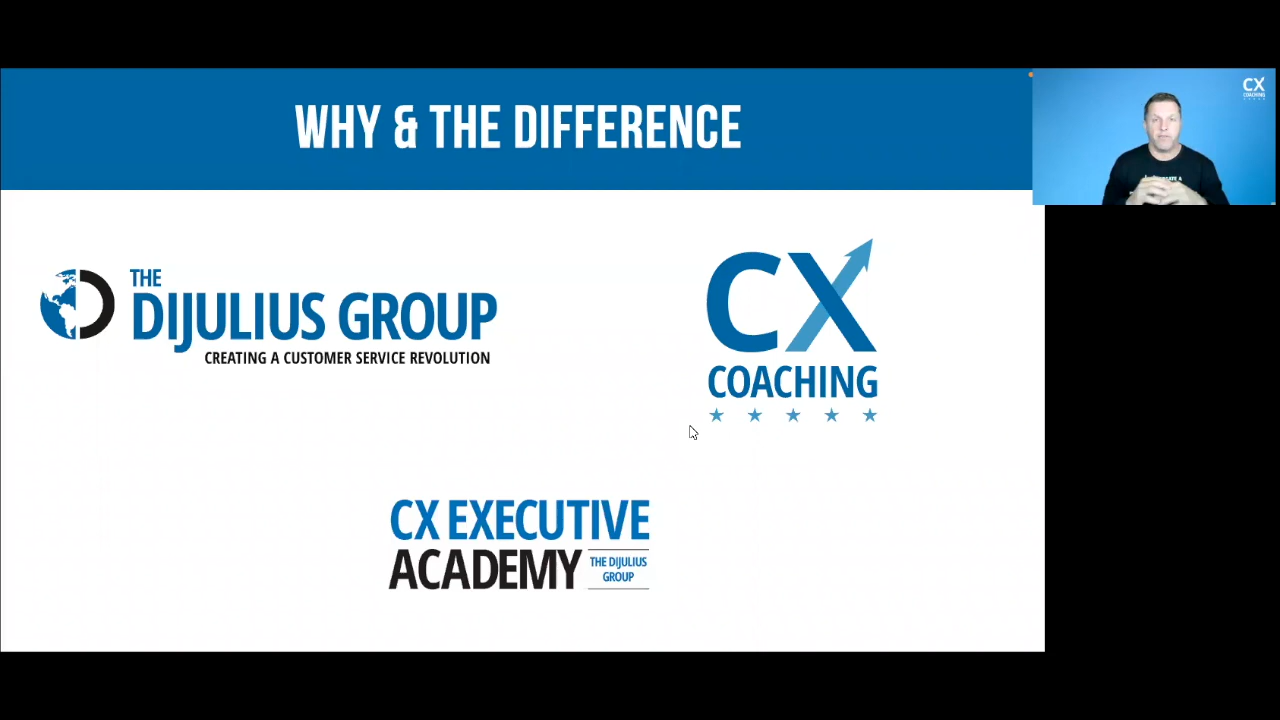 WHY & THE DIFFERENCE
CX
COACHING
THE
DIJULIUS GROUP
CREATING A CUSTOMER SERVICE REVOLUTION
CX
COACHING
CX EXECUTIVE
ACADEMY
THE DIJULIUS
GROUP